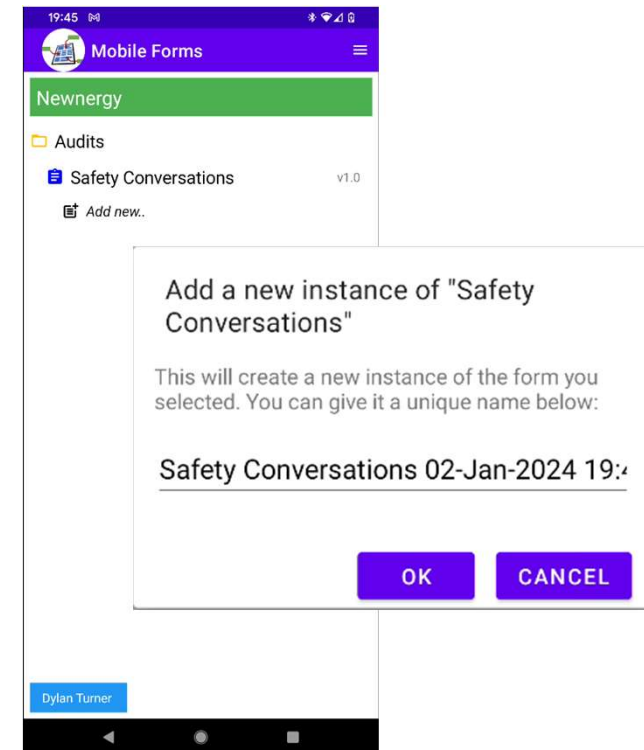 19:45
Mobile Forms
Newnergy
Audits
Safety Conversations v1.0
Add new..
Add a new instance of "Safety
Conversations"
This will create a new instance of the form you
selected. You can give it a unique name below:
Safety Conversations 02-Jan-2024 19:
OK CANCEL
Dylan Turner